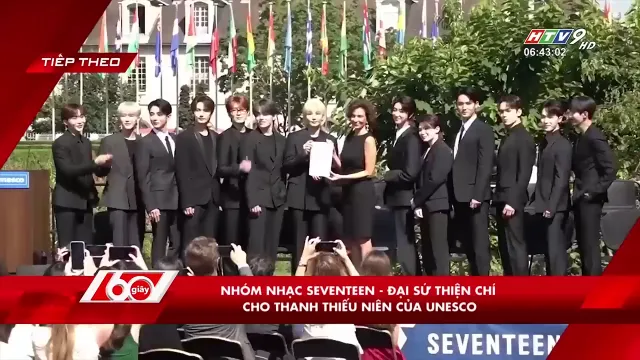 TIẾP THEO
HTV9 HD
06:43:02
unesco
60 giây
NHÓM NHẠC SEVENTEEN - ĐẠI SỨ THIỆN CHÍ
CHO THANH THIẾU NIÊN CỦA UNESCO
SEVENTEEN